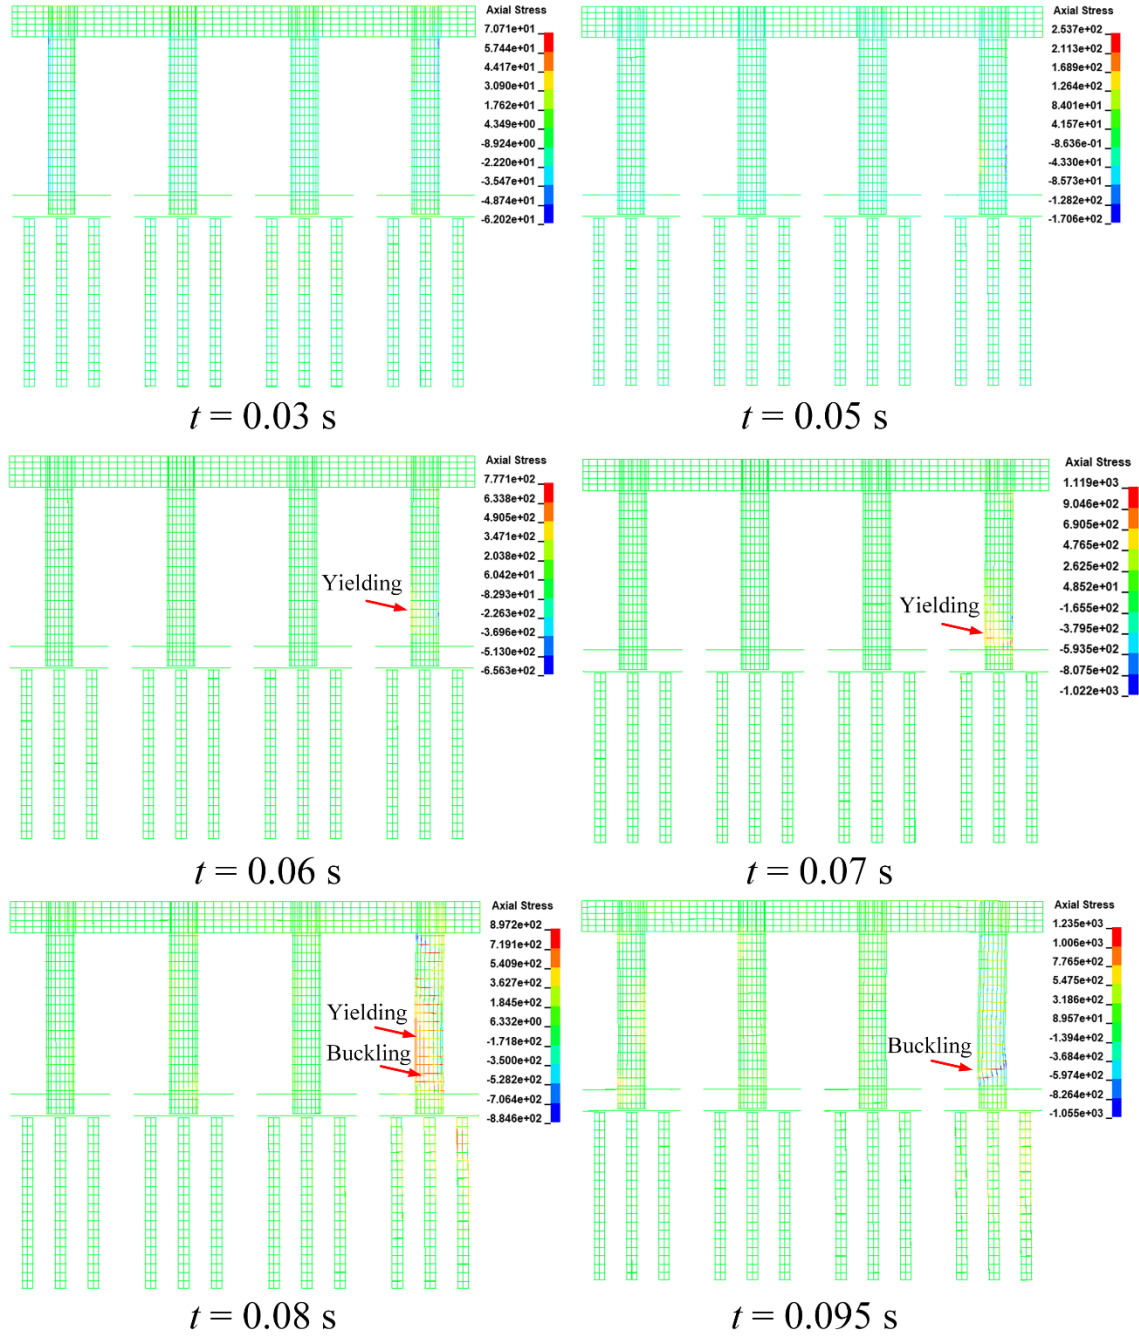 Axial Stress
7.071e+01
5.744e+01
4.417e+01
3.090e+01
1.762e+01
4.349e+00
-8.924e+00
-2.220e+01
-3.547e+01
-4.874e+01
-6.202e+01
t = 0.03 s
Axial Stress
2.537e+02
2.113e+02
1.689e+02
1.264e+02
8.401e+01
4.157e+01
-8.636e-01
-4.330e+01
-8.573e+01
-1.282e+02
-1.706e+02
t = 0.05 s
Axial Stress
7.771e+02
6.338e+02
4.905e+02
3.471e+02
2.038e+02
6.042e+01
-8.293e+01
-2.263e+02
-3.696e+02
-5.130e+02
-6.563e+02
Yielding
t = 0.06 s
Axial Stress
1.119e+03
9.046e+02
6.905e+02
4.765e+02
2.625e+02
4.852e+01
-1.655e+02
-3.795e+02
-5.935e+02
-8.075e+02
-1.022e+03
Yielding
t = 0.07 s
Axial Stress
8.972e+02
7.191e+02
5.409e+02
3.627e+02
1.845e+02
6.332e+00
-1.718e+02
-3.500e+02
-5.282e+02
-7.064e+02
-8.846e+02
Yielding
Buckling
t = 0.08 s
Axial Stress
1.235e+03
1.006e+03
7.765e+02
5.475e+02
3.186e+02
8.957e+01
-1.394e+02
-3.684e+02
-5.974e+02
-8.264e+02
-1.055e+03
Buckling
t = 0.095 s